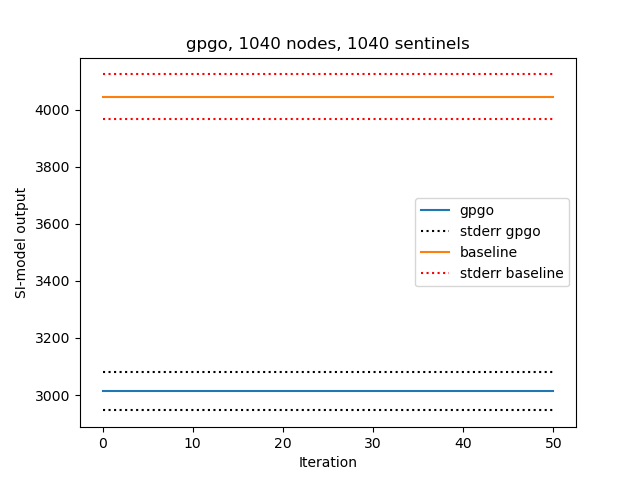 gpgo, 1040 nodes, 1040 sentinels
SI-model output
4000
3800
3600
3400
3200
3000
gpgo
stderr gpgo
baseline
stderr baseline
0 10 20 30 40 50
Iteration